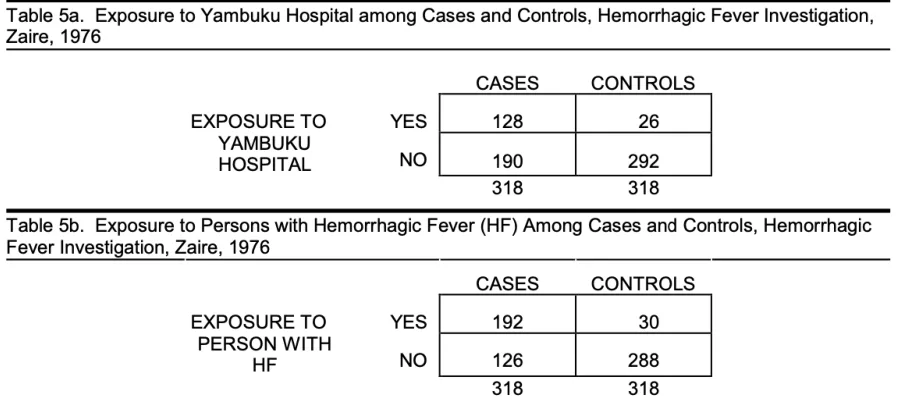 Table 5a. Exposure to Yambuku Hospital among Cases and Controls, Hemorrhagic Fever Investigation,
Zaire, 1976
CASES CONTROLS
EXPOSURE TO YES 128 26
YAMBUKU
HOSPITAL NO 190 292
318 318
Table 5b. Exposure to Persons with Hemorrhagic Fever (HF) Among Cases and Controls, Hemorrhagic
Fever Investigation, Zaire, 1976
CASES CONTROLS
EXPOSURE TO YES 192 30
PERSON WITH
HF NO 126 288
318 318